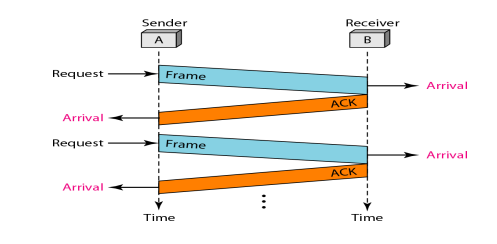 Sender Receiver
A B
Request Frame
Arrival
ACK
Arrival
Request Frame
Arrival
ACK
Arrival
Time Time